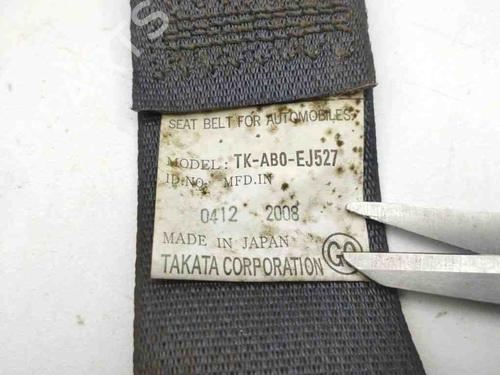 SEAT BELT FOR AUTOMOBILES.
MODEL: TK-AB0-EJ527
ID.NO. MFD.IN
0412 2008
MADE IN JAPAN
TAKATA CORPORATION